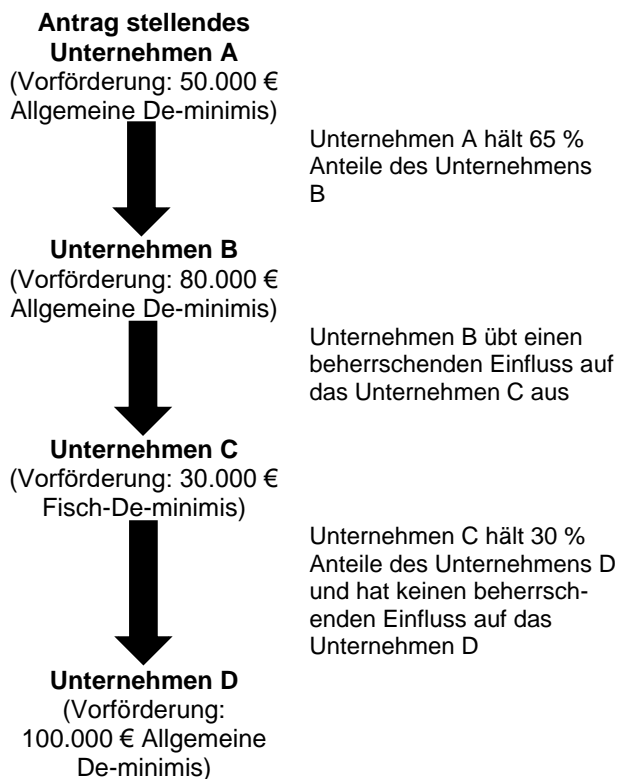 Antrag stellendes
Unternehmen A
(Vorförderung: 50.000 €
Allgemeine De-minimis)
Unternehmen A hält 65 %
Anteile des Unternehmens
B
Unternehmen B
(Vorförderung: 80.000 €
Allgemeine De-minimis)
Unternehmen B übt einen
beherrschenden Einfluss auf
das Unternehmen C aus
Unternehmen C
(Vorförderung: 30.000 €
Fisch-De-minimis)
Unternehmen C hält 30 %
Anteile des Unternehmens D
und hat keinen beherrsch-
enden Einfluss auf das
Unternehmen D
Unternehmen D
(Vorförderung:
100.000 € Allgemeine
De-minimis)